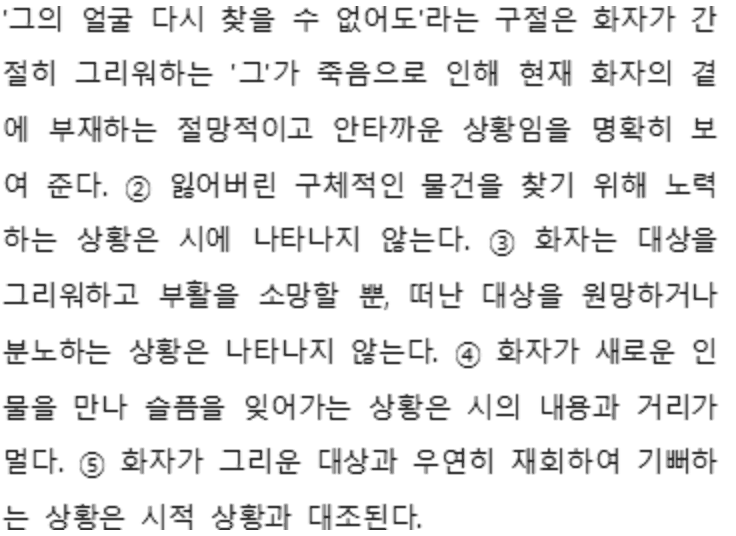 '그의 얼굴 다시 찾을 수 없어도'라는 구절은 화자가 간
절히 그리워하는 '그'가 죽음으로 인해 현재 화자의 곁
에 부재하는 절망적이고 안타까운 상황임을 명확히 보
여 준다. ② 잃어버린 구체적인 물건을 찾기 위해 노력
하는 상황은 시에 나타나지 않는다. ③ 화자는 대상을
그리워하고 부활을 소망할 뿐, 떠난 대상을 원망하거나
분노하는 상황은 나타나지 않는다. ④ 화자가 새로운 인
물을 만나 슬픔을 잊어가는 상황은 시의 내용과 거리가
멀다. ⑤ 화자가 그리운 대상과 우연히 재회하여 기뻐하
는 상황은 시적 상황과 대조된다.